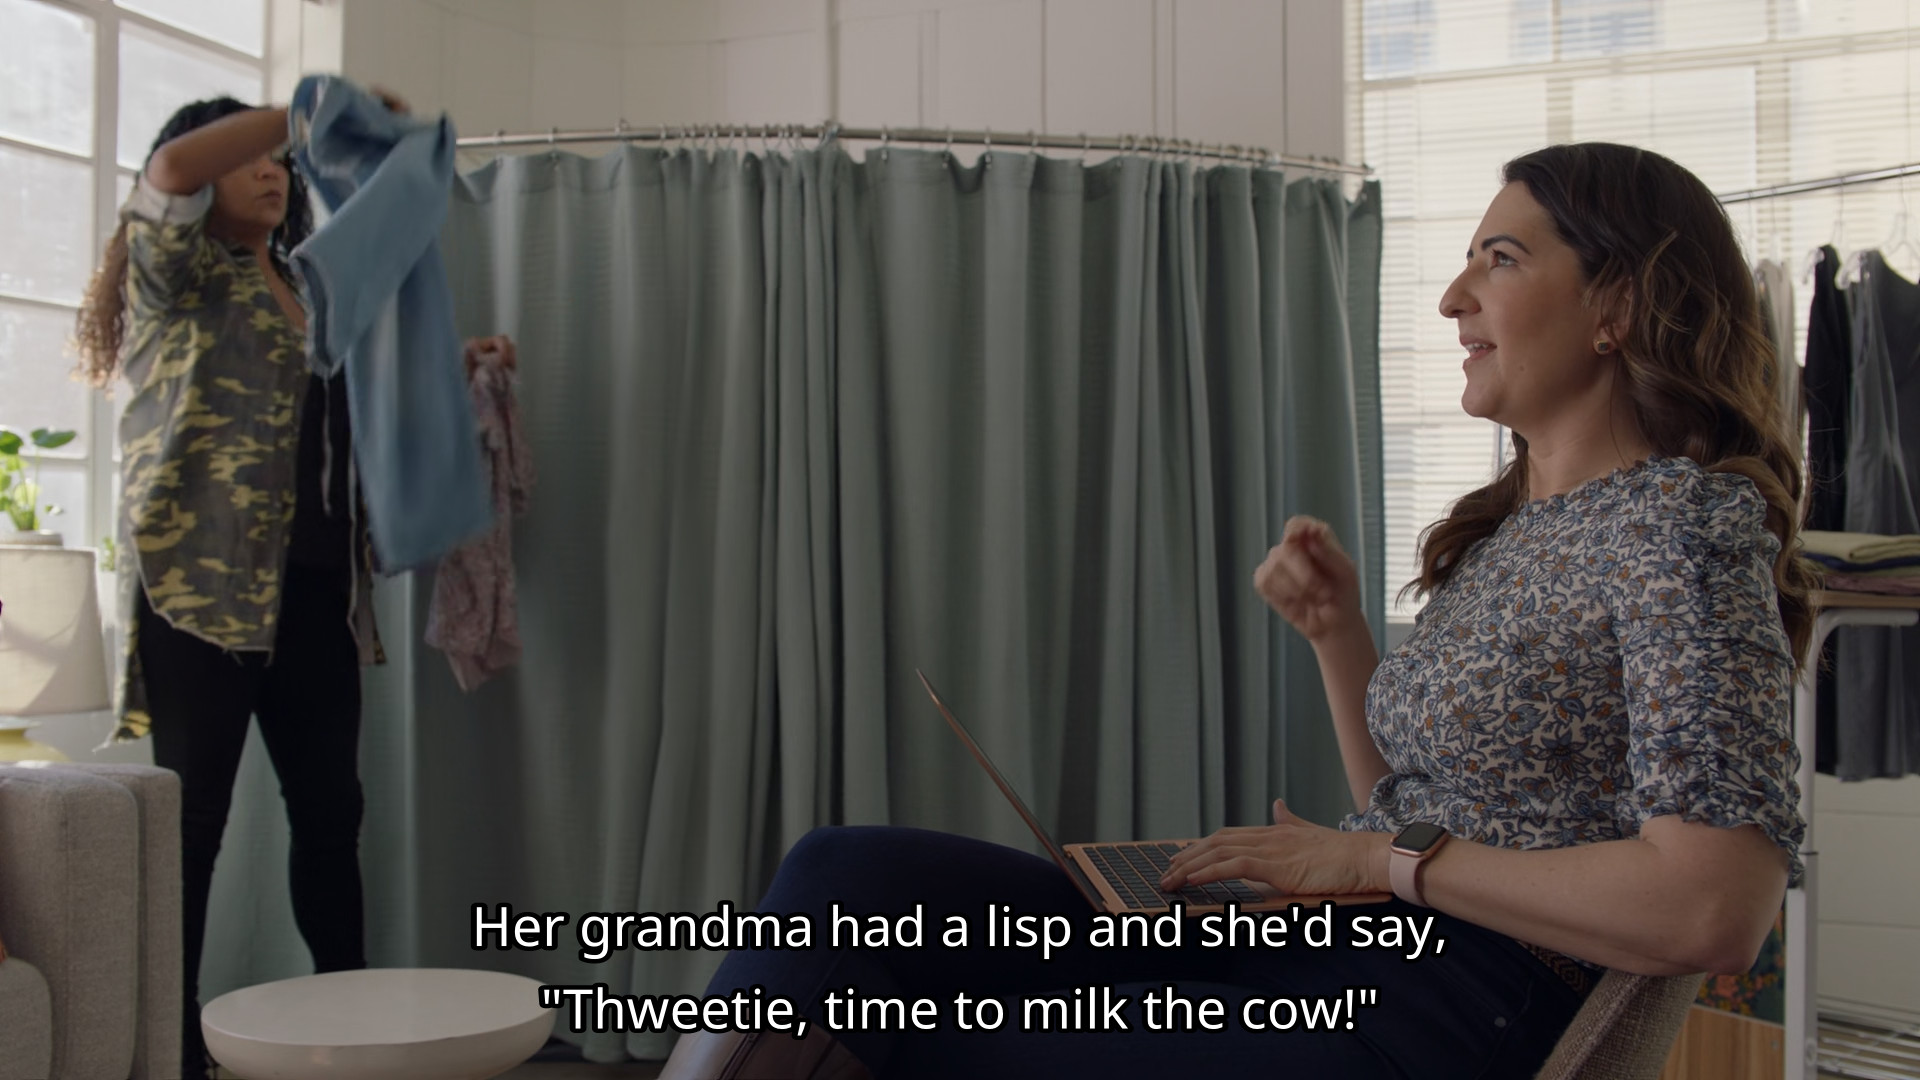 Her grandma had a lisp and she'd say,
"Thweetie, time to milk the cow!"